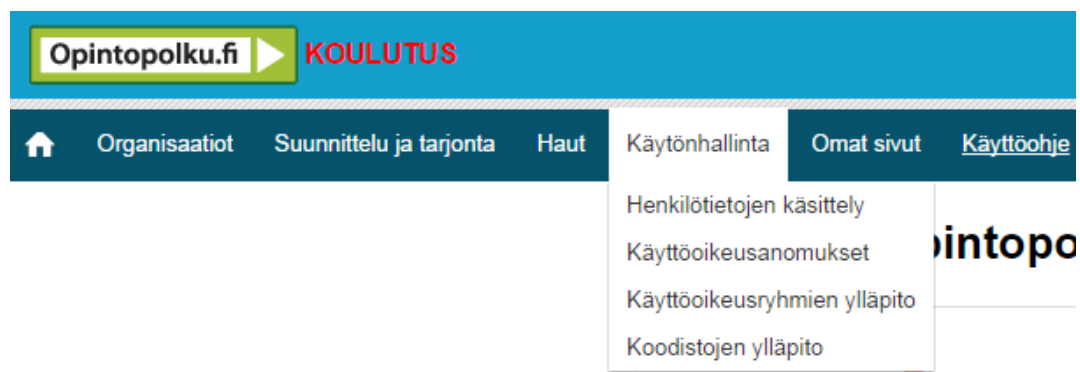 Opintopolku.fi KOULUTUS
Organisaatiot Suunnittelu ja tarjonta Haut Käytönhallinta Omat sivut Käyttöohje
Henkilötietojen käsittely
Käyttöoikeusanomukset
intopo
Käyttöoikeusryhmien ylläpito
Koodistojen ylläpito